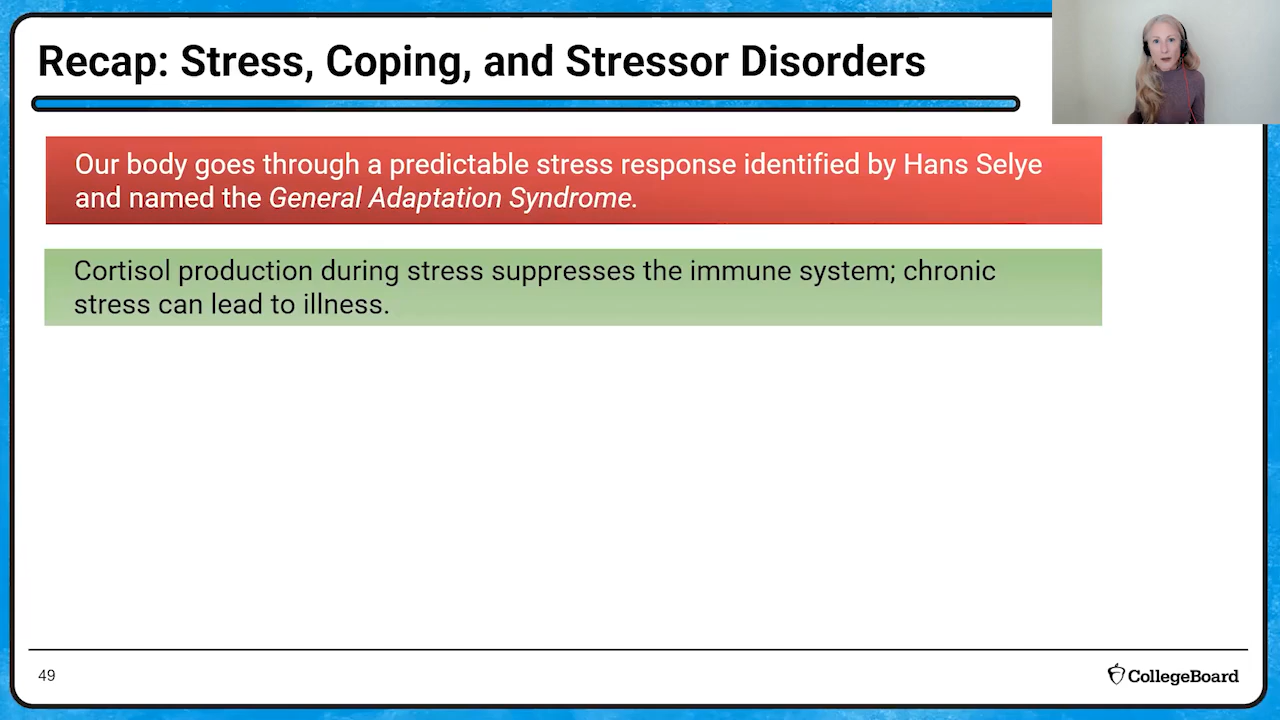 Recap: Stress, Coping, and Stressor Disorders
Our body goes through a predictable stress response identified by Hans Selye
and named the General Adaptation Syndrome.
Cortisol production during stress suppresses the immune system; chronic
stress can lead to illness.
49
CollegeBoard